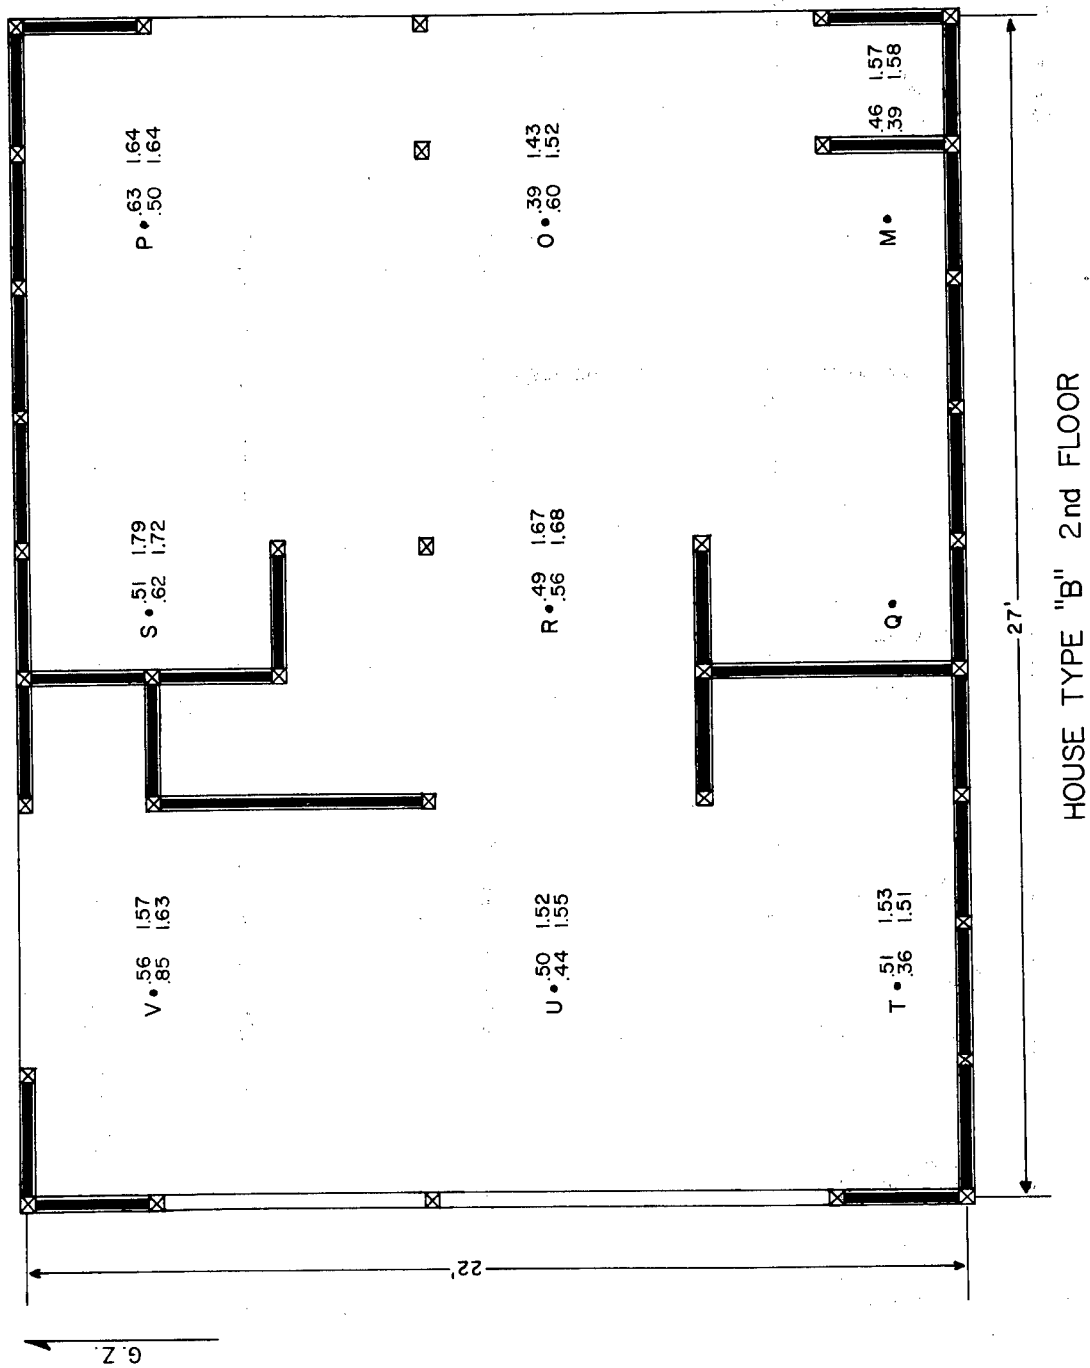 G.Z.
22'
V .56 1.57
.85 1.63
S .51 1.79
.62 1.72
P .63 1.64
.50 1.64
U .50 1.52
.44 1.55
R .49 1.67
.56 1.68
O .39 1.43
.60 1.52
T .51 1.53
.36 1.51
Q
M
.46 1.57
.39 1.58
27'
HOUSE TYPE "B" 2nd FLOOR